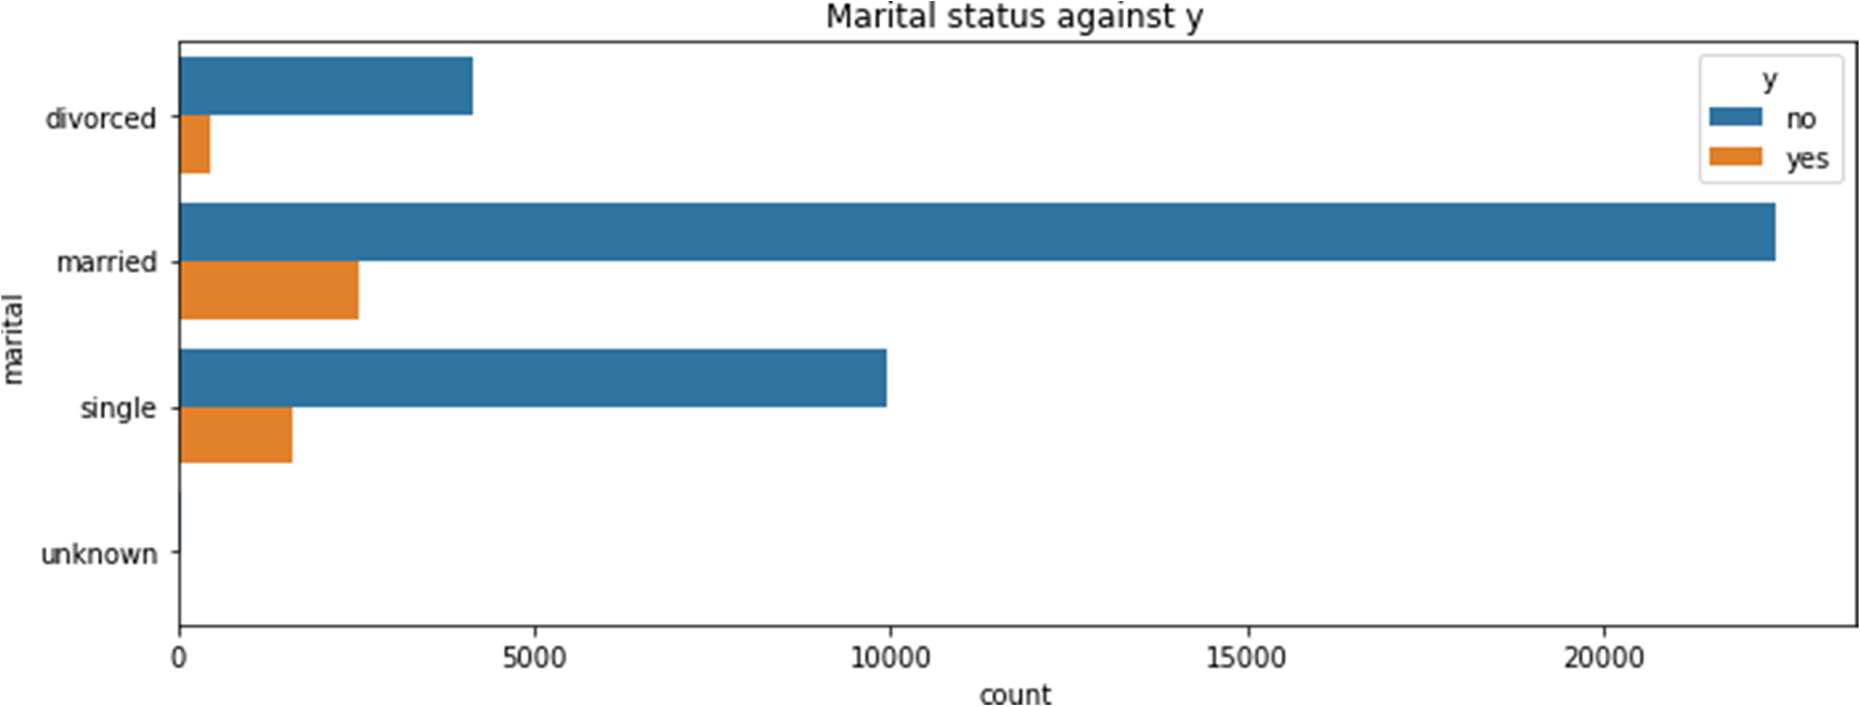 Marital status against y
y
no
yes
divorced
married
single
unknown
marital
0 5000 10000 15000 20000
count